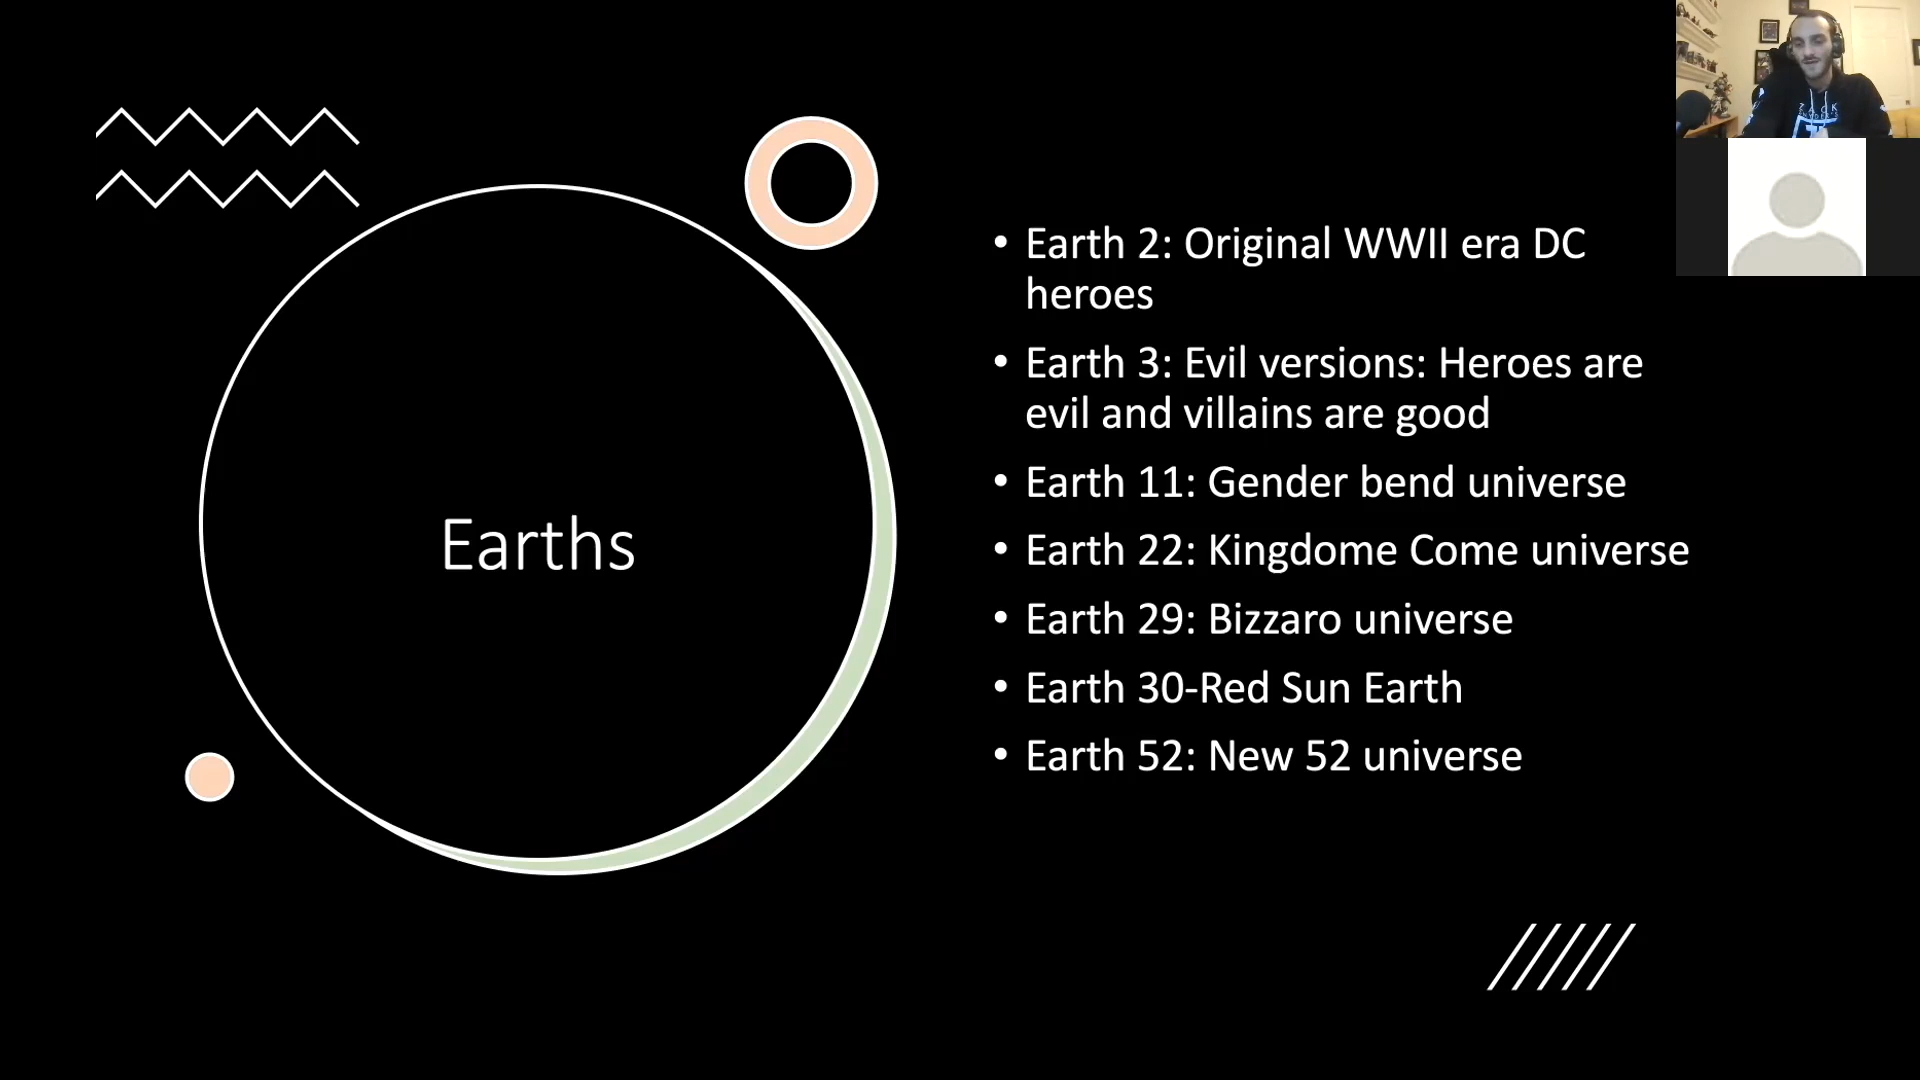 Earths
• Earth 2: Original WWII era DC
heroes
• Earth 3: Evil versions: Heroes are
evil and villains are good
• Earth 11: Gender bend universe
• Earth 22: Kingdome Come universe
• Earth 29: Bizzaro universe
• Earth 30-Red Sun Earth
• Earth 52: New 52 universe
ZACK
SNYDER'S